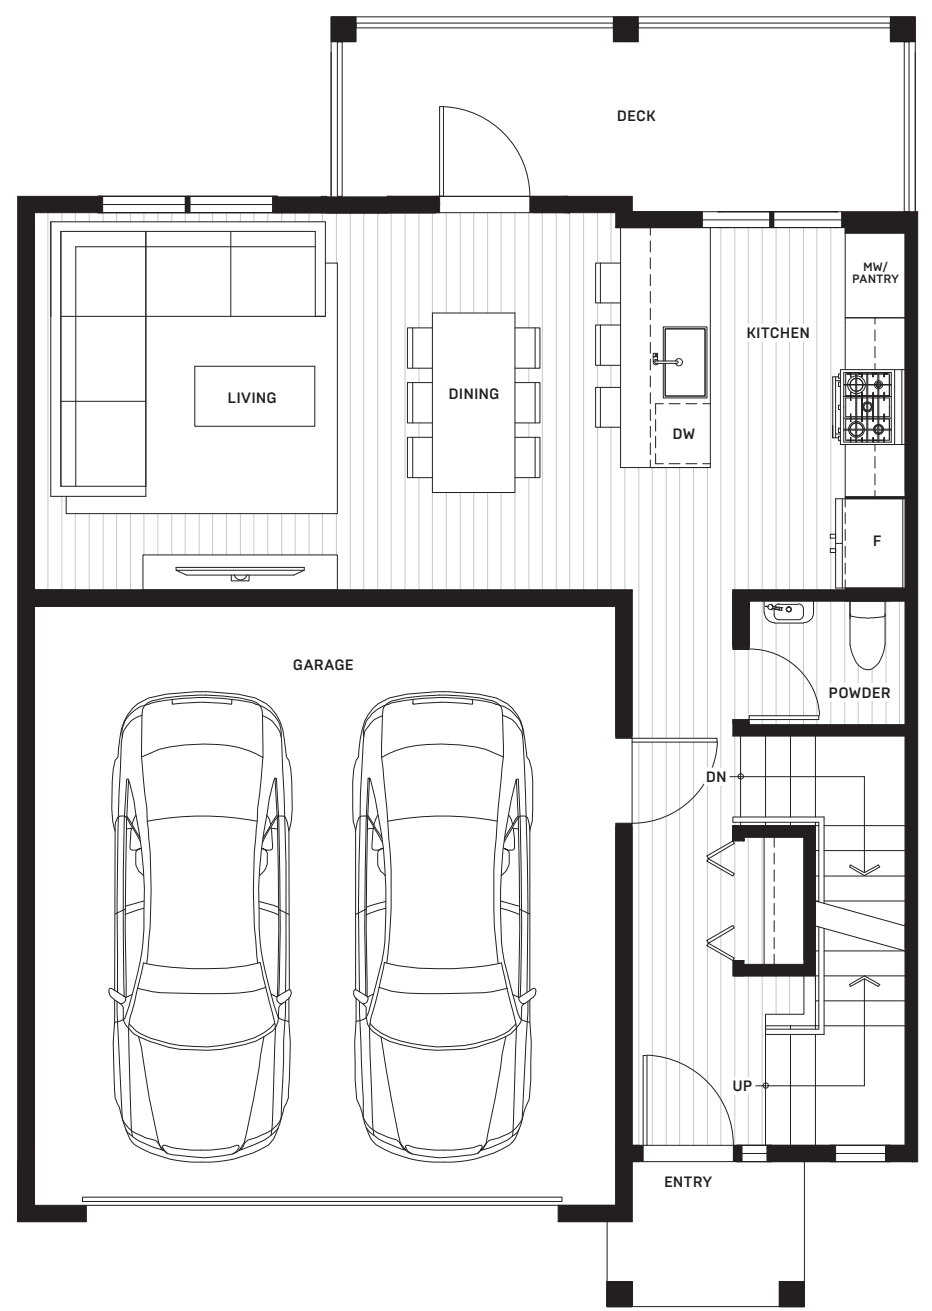 DECK
MW/
PANTRY
KITCHEN
LIVING
DINING
DW
F
GARAGE
POWDER
DN
UP
ENTRY